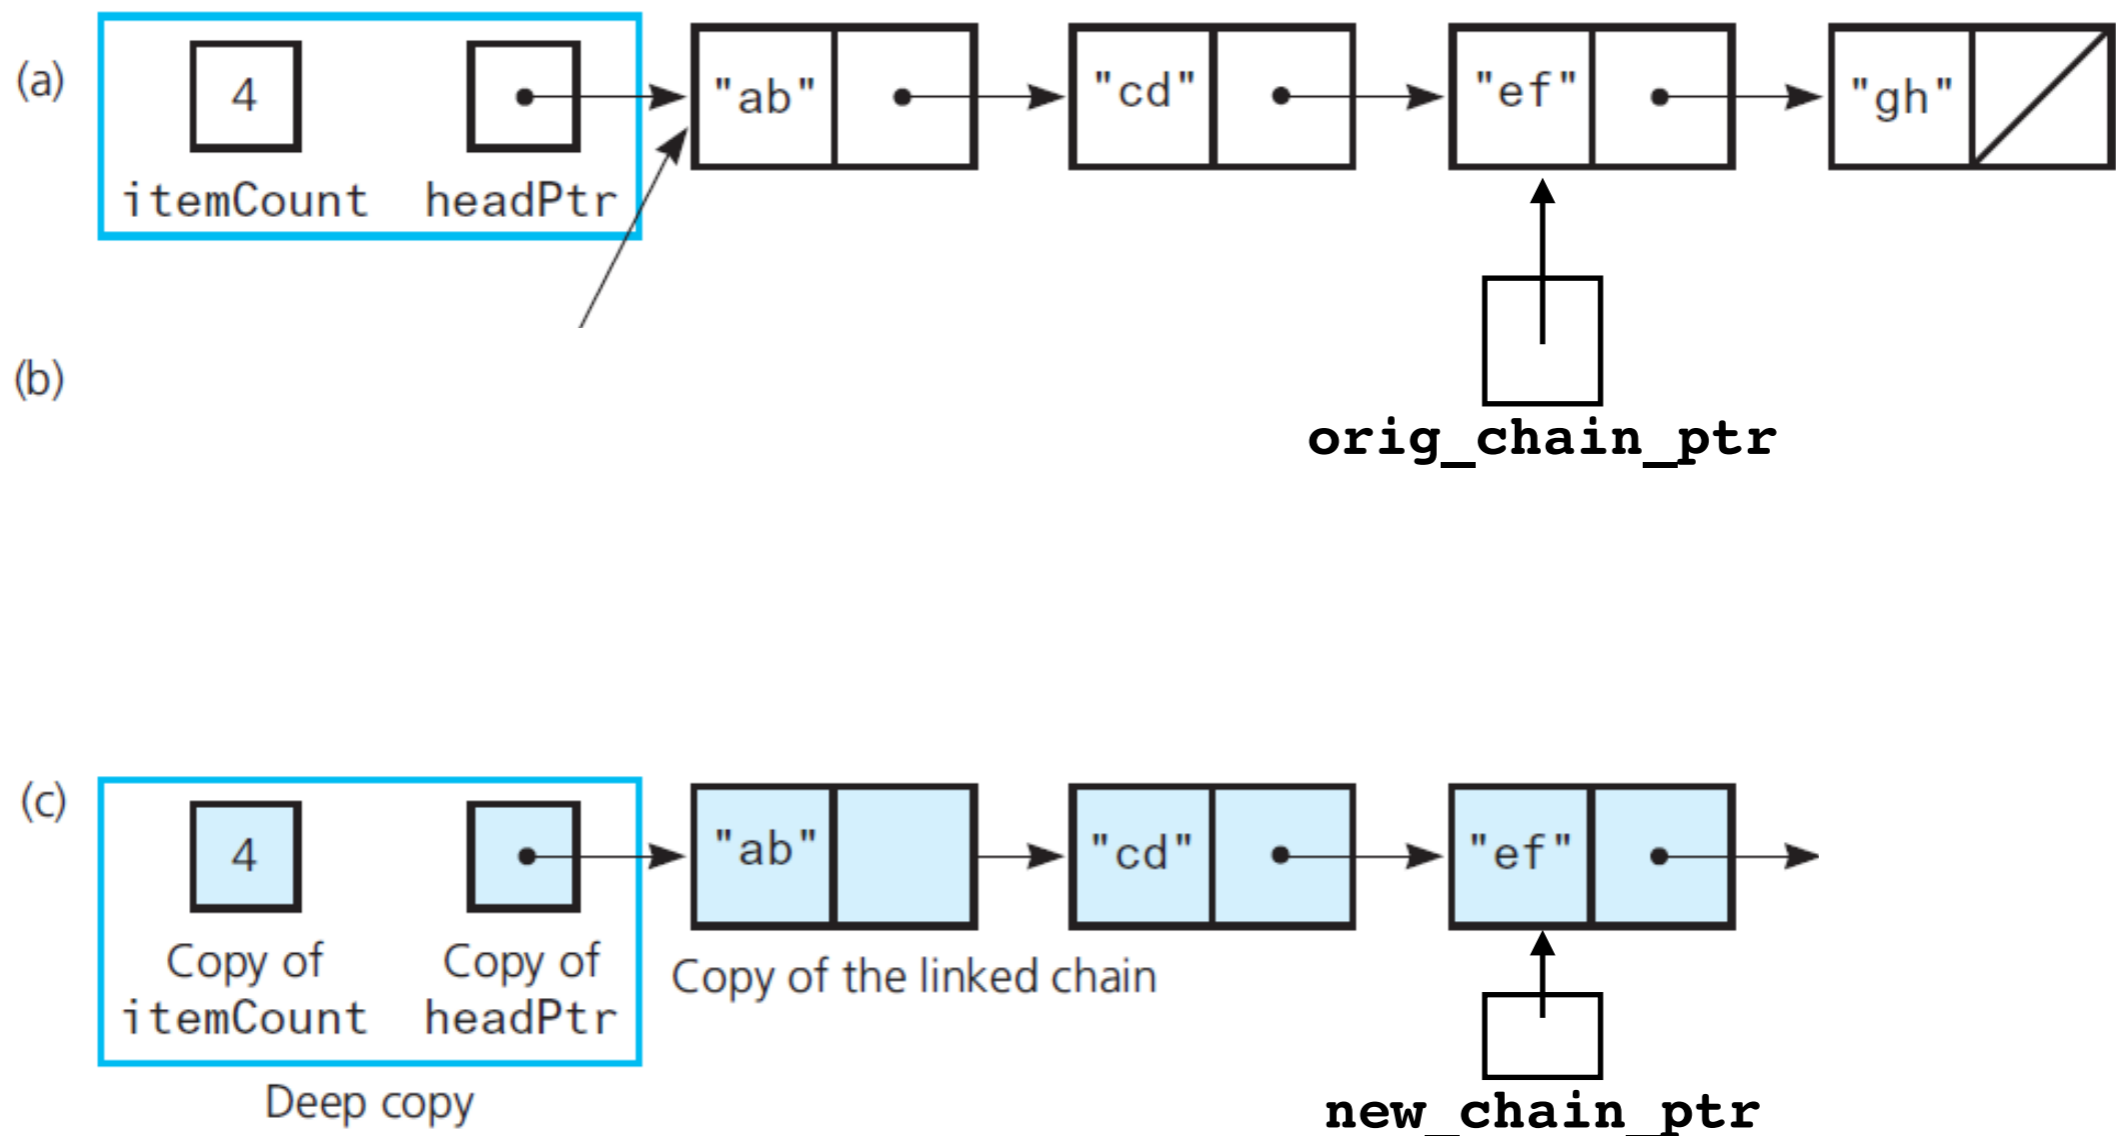 (a)
4
"ab"
"cd"
"ef"
"gh"
itemCount headPtr
(b)
orig_chain_ptr
(c)
4
"ab"
"cd"
"ef"
Copy of itemCount
Copy of headPtr
Copy of the linked chain
Deep copy
new_chain_ptr